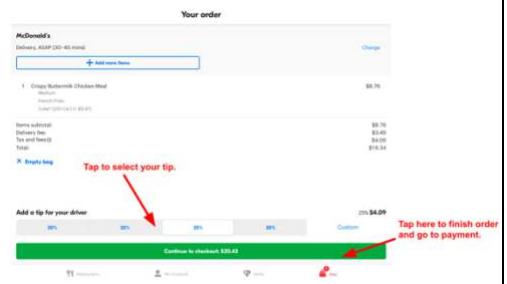 Your order
McDonald's
Delivery, ASAP (30-40 mins)
Change
+ Add more items
1 Crispy Buttermilk Chicken Meal
$8.76
Medium
French Fries
Items subtotal:
$8.76
Delivery fee:
$3.49
Tax and fees
$4.09
Total:
$16.34
× Empty bag
Tap to select your tip.
Add a tip for your driver
25% $4.09
Custom
Tap here to finish order
and go to payment.
Continue to checkout: $20.43